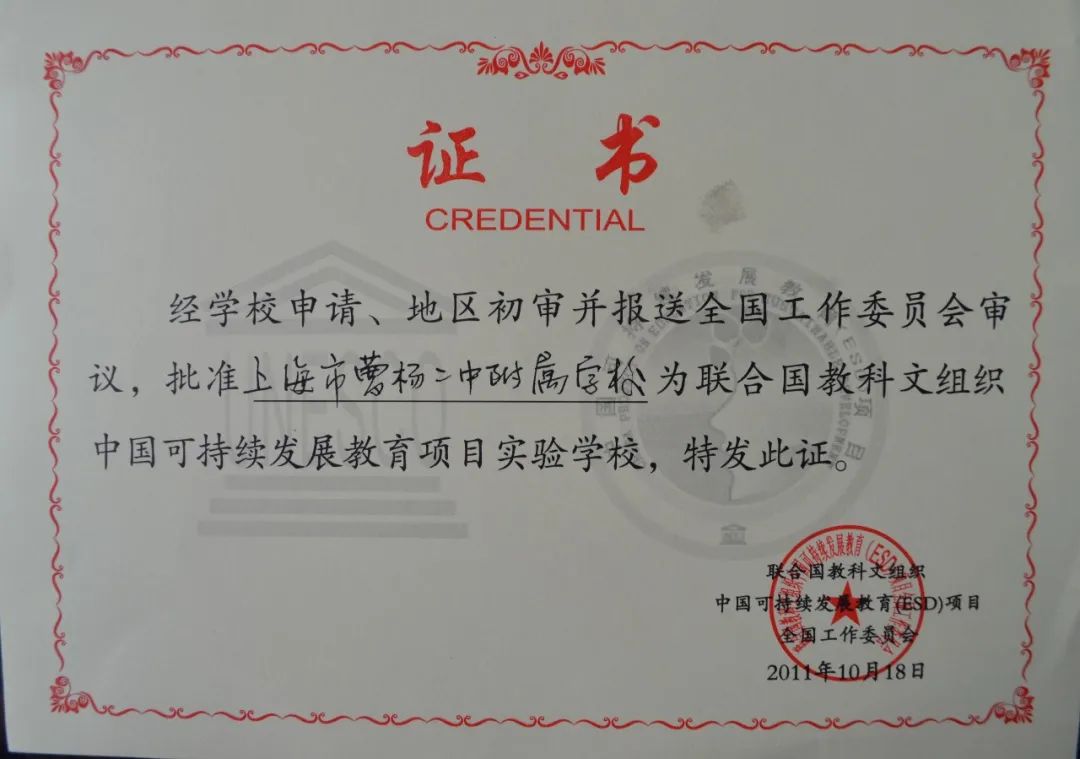 证书
CREDENTIAL
经学校申请、地区初审并报送全国工作委员会审
议，批准上海市曹杨二中附属学校为联合国教科文组织
中国可持续发展教育项目实验学校，特发此证。
UNESCO
联合国教科文组织
中国可持续发展教育(ESD)项目
全国工作委员会
2011年10月18日